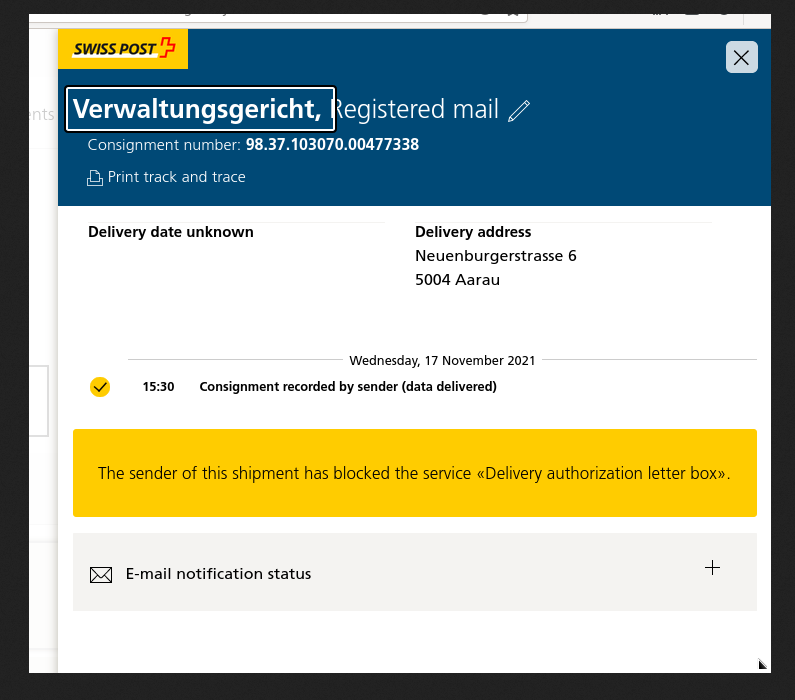 ents
SWISS POST
Verwaltungsgericht, Registered mail
Consignment number: 98.37.103070.00477338
Print track and trace
Delivery date unknown
Delivery address
Neuenburgerstrasse 6
5004 Aarau
Wednesday, 17 November 2021
15:30 Consignment recorded by sender (data delivered)
The sender of this shipment has blocked the service «Delivery authorization letter box».
E-mail notification status